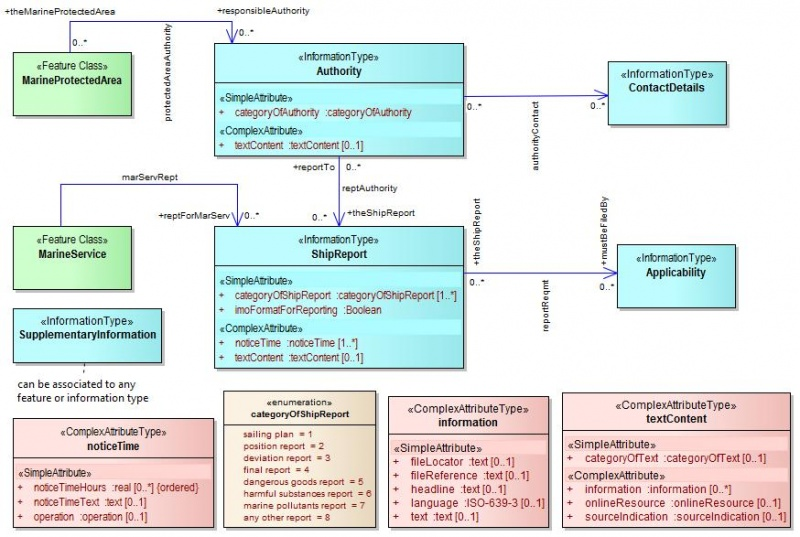 +theMarineProtectedArea
+responsibleAuthority
0..*
0..*
protectedAreaAuthority
«Feature Class»
MarineProtectedArea
«InformationType»
Authority
«SimpleAttribute»
+ categoryOfAuthority :categoryOfAuthority
«ComplexAttribute»
+ textContent :textContent [0..1]
0..*
0..*
authorityContact
«InformationType»
ContactDetails
+reportTo
0..*
reptAuthority
marServRept
+reptForMarServ
0..*
0..*
+theShipReport
«Feature Class»
MarineService
«InformationType»
ShipReport
«SimpleAttribute»
+ categoryOfShipReport :categoryOfShipReport [1..*]
+ imoFormatForReporting :Boolean
«ComplexAttribute»
+ noticeTime :noticeTime [1..*]
+ textContent :textContent [0..1]
+theShipReport
0..*
reportReqmt
+mustBeFiledBy
0..*
«InformationType»
Applicability
«InformationType»
SupplementaryInformation
can be associated to any
feature or information type
«ComplexAttributeType»
noticeTime
«SimpleAttribute»
+ noticeTimeHours :real [0..*] {ordered}
+ noticeTimeText :text [0..1]
+ operation :operation [0..1]
«enumeration»
categoryOfShipReport
sailing plan = 1
position report = 2
deviation report = 3
final report = 4
dangerous goods report = 5
harmful substances report = 6
marine pollutants report = 7
any other report = 8
«ComplexAttributeType»
information
«SimpleAttribute»
+ fileLocator :text [0..1]
+ fileReference :text [0..1]
+ headline :text [0..1]
+ language :ISO-639-3 [0..1]
+ text :text [0..1]
«ComplexAttributeType»
textContent
«SimpleAttribute»
+ categoryOfText :categoryOfText [0..1]
«ComplexAttribute»
+ information :information [0..*]
+ onlineResource :onlineResource [0..1]
+ sourceIndication :sourceIndication [0..1]